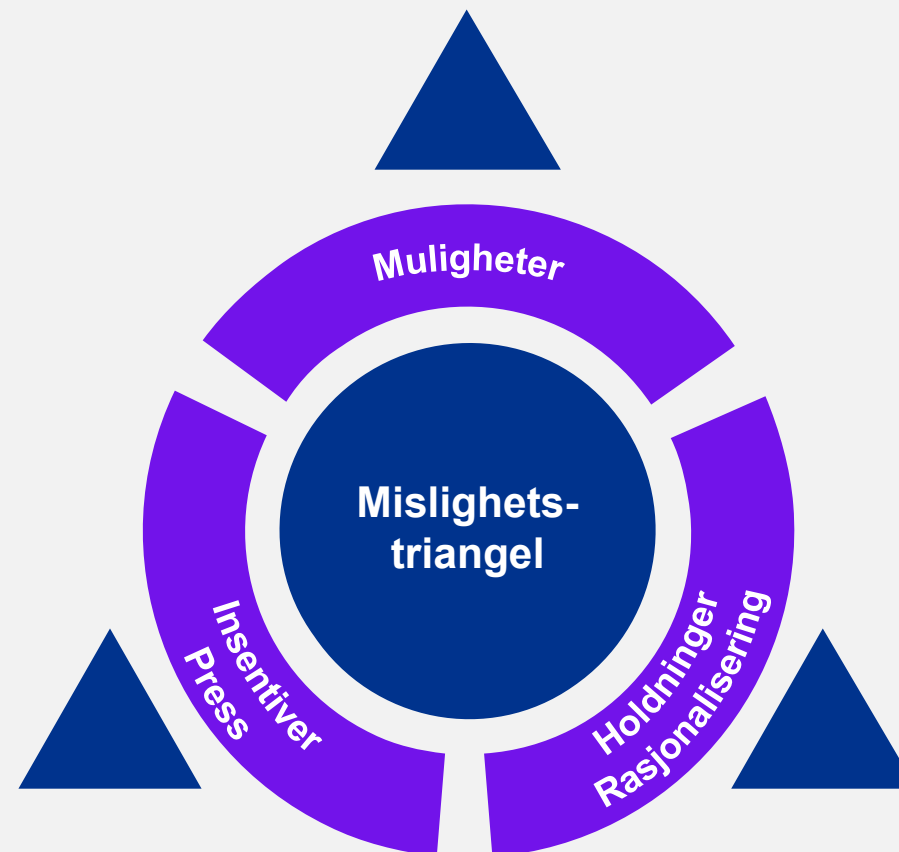 Muligheter
Mislighets-
triangel
Insentiver
Press
Holdninger
Rasjonalisering